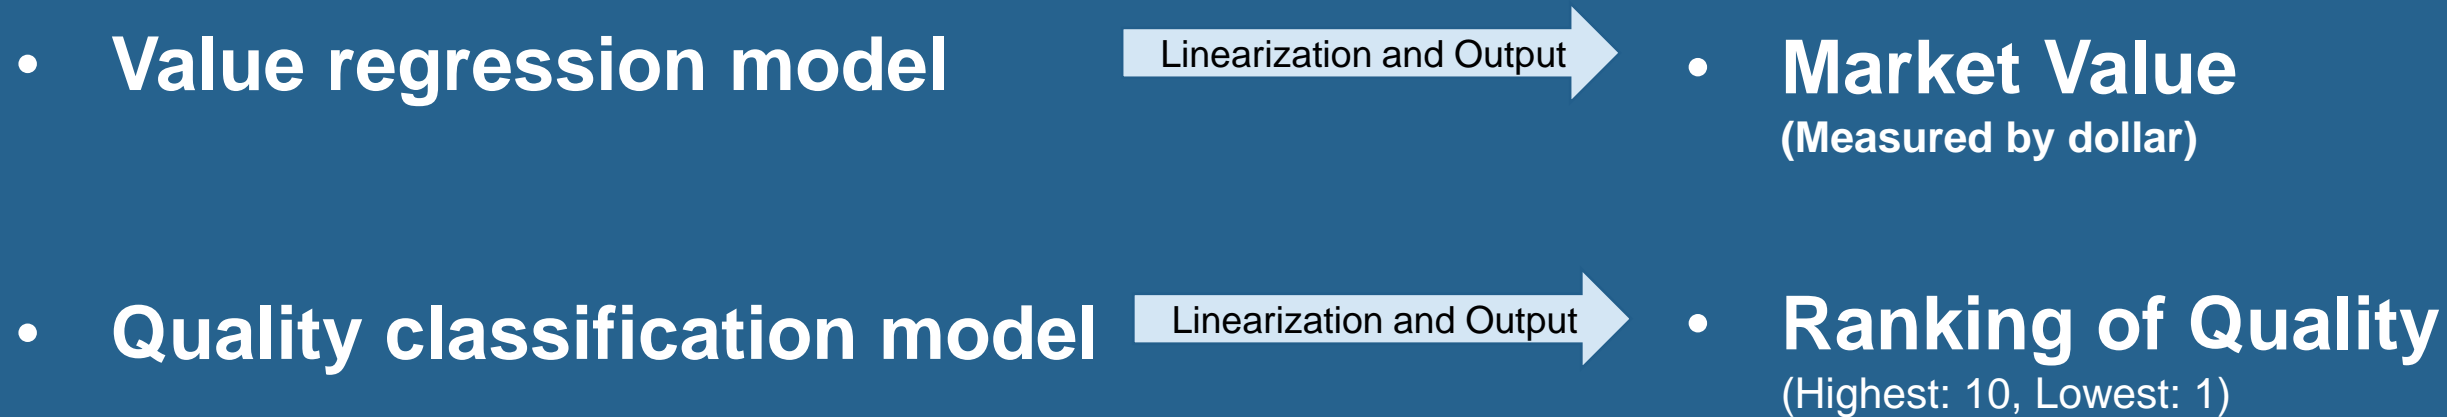 • Value regression model
Linearization and Output
• Market Value
(Measured by dollar)
• Quality classification model
Linearization and Output
• Ranking of Quality
(Highest: 10, Lowest: 1)